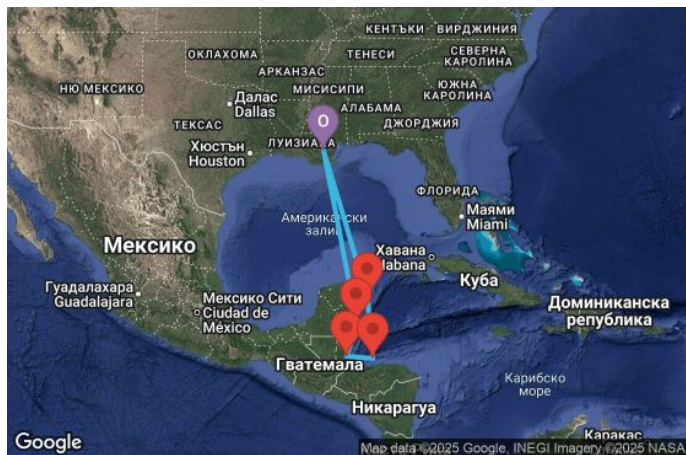 КЕНТЪКИ
ВИРДЖИНИЯ
ОКЛАХОМА
ТЕНЕСИ
СЕВЕРНА
КАРОЛИНА
АРКАНЗАС
НЮ МЕКСИКО
МИСИСИПИ
ЮЖНА
КАРОЛИНА
Далас
Dallas
АЛАБАМА
ТЕКСАС
ДЖОРДЖИЯ
O
Хюстън
Houston
ЛУИЗИАНА
ФЛОРИДА
Маями
Miami
Американски
залив
Мексико
Хавана
Habana
Куба
Гуадалахара
Guadalajara
Мексико Сити
Ciudad de
México
Доминиканска
република
Гватемала
Карибско
море
Никарагуа
Каракас
Google
Map data ©2025 Google, INEGI Imagery ©2025 NASA